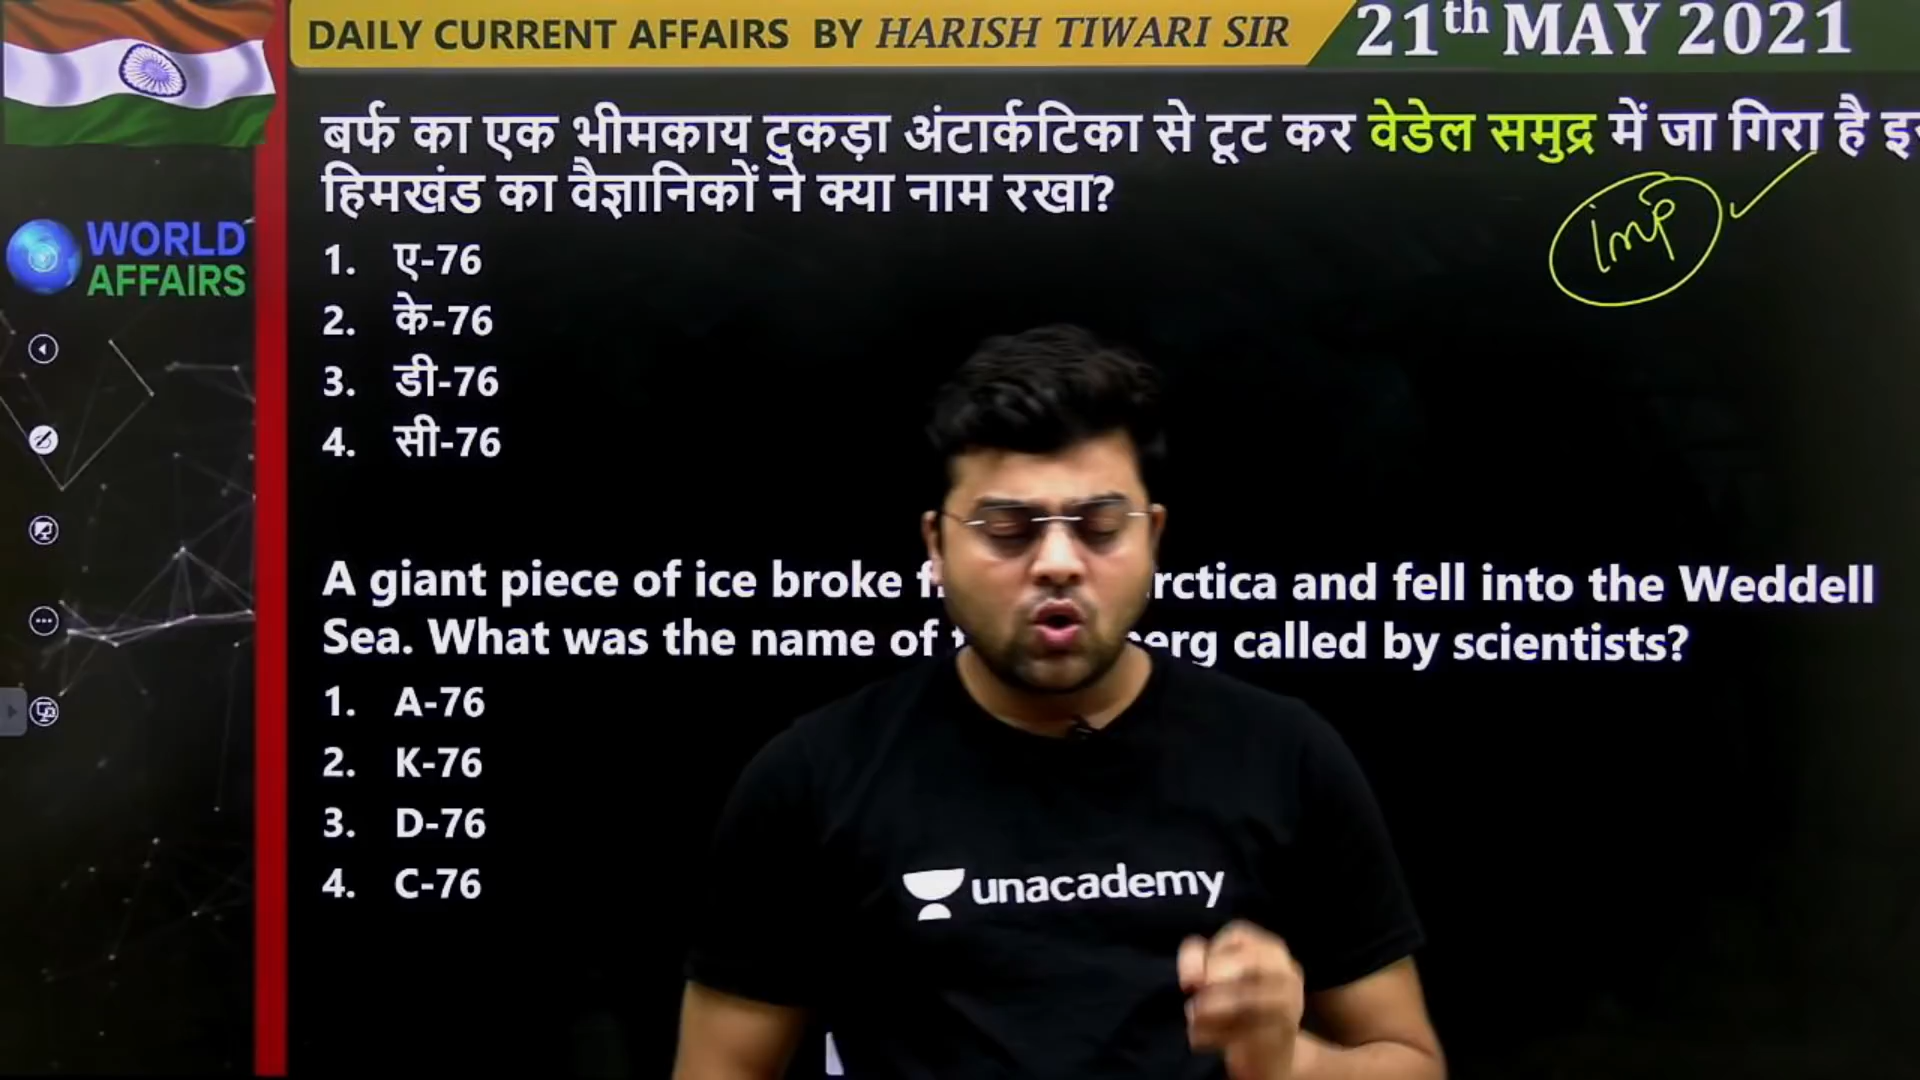 DAILY CURRENT AFFAIRS BY HARISH TIWARI SIR
21th MAY 2021
बर्फ का एक भीमकाय टुकड़ा अंटार्कटिका से टूट कर वेडेल समुद्र में जा गिरा है
हिमखंड का वैज्ञानिकों ने क्या नाम रखा?
imp
WORLD
AFFAIRS
1. ए-76
2. के-76
3. डी-76
4. सी-76
A giant piece of ice broke and fell into the Weddell
Sea. What was the name of called by scientists?
1. A-76
2. K-76
3. D-76
4. C-76
unacademy